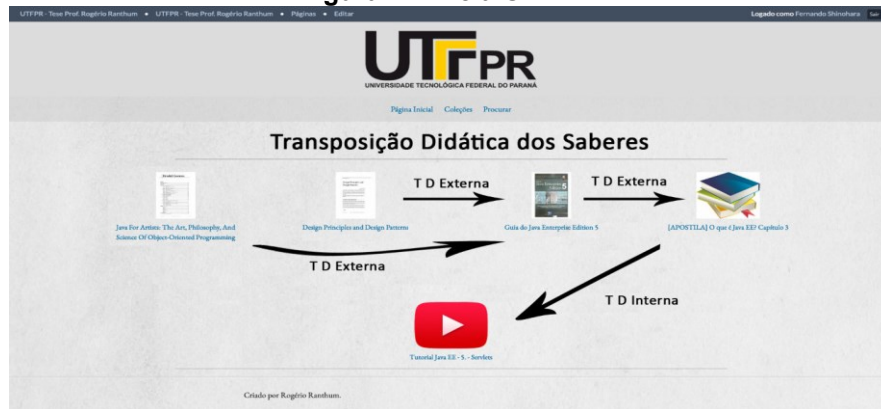 UTFPR - Tese Prof. Rogério Ranthum • UTFPR - Tese Prof. Rogério Ranthum • Páginas • Editar
Logado como Fernando Shinohara Sair
UTFPR
UNIVERSIDADE TECNOLÓGICA FEDERAL DO PARANÁ
Página Inicial Coleções Procurar
Transposição Didática dos Saberes
T D Externa
T D Externa
Java For Artists: The Art, Philosophy, And
Science Of Object-Oriented Programming
Design Principles and Design Patterns
Guia do Java Enterprise Edition 5
[APOSTILA] O que é Java EE? Capítulo 3
T D Externa
T D Interna
Tutorial Java EE - 5. - Servlets
Criado por Rogério Ranthum.